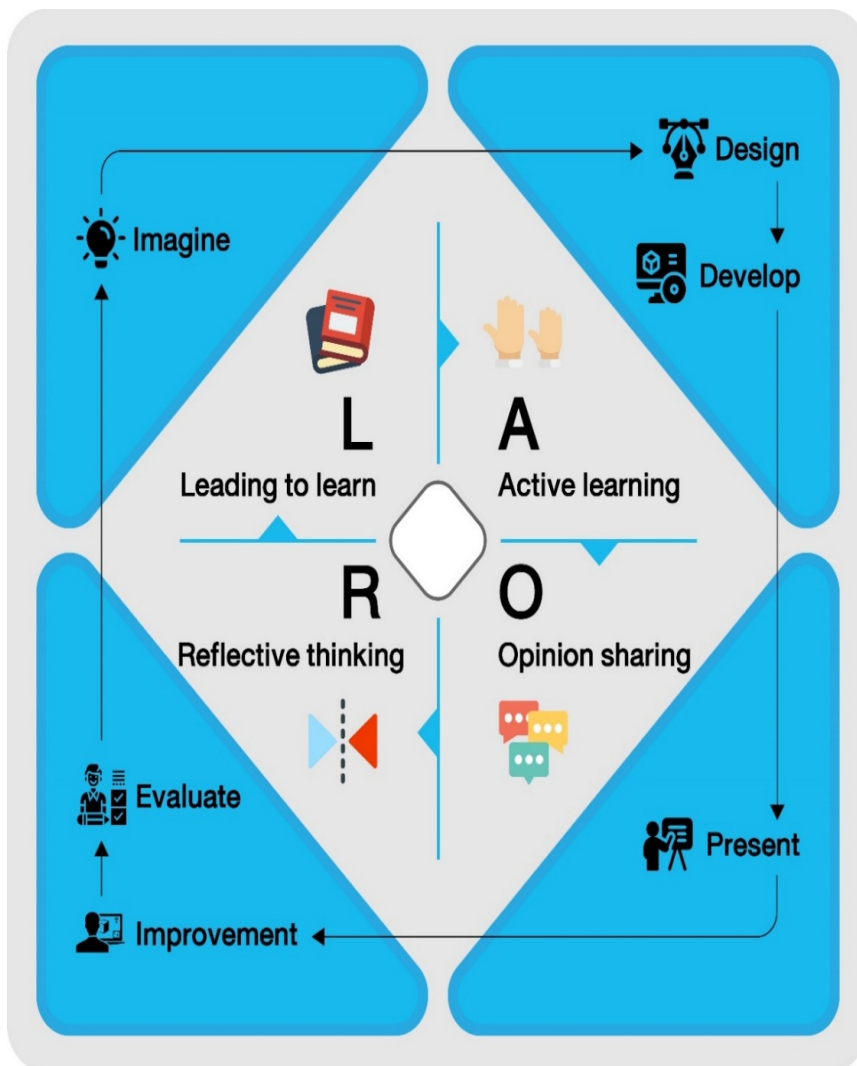 Design
Imagine
Develop
L
A
Leading to learn
Active learning
R
O
Reflective thinking
Opinion sharing
Evaluate
Present
Improvement